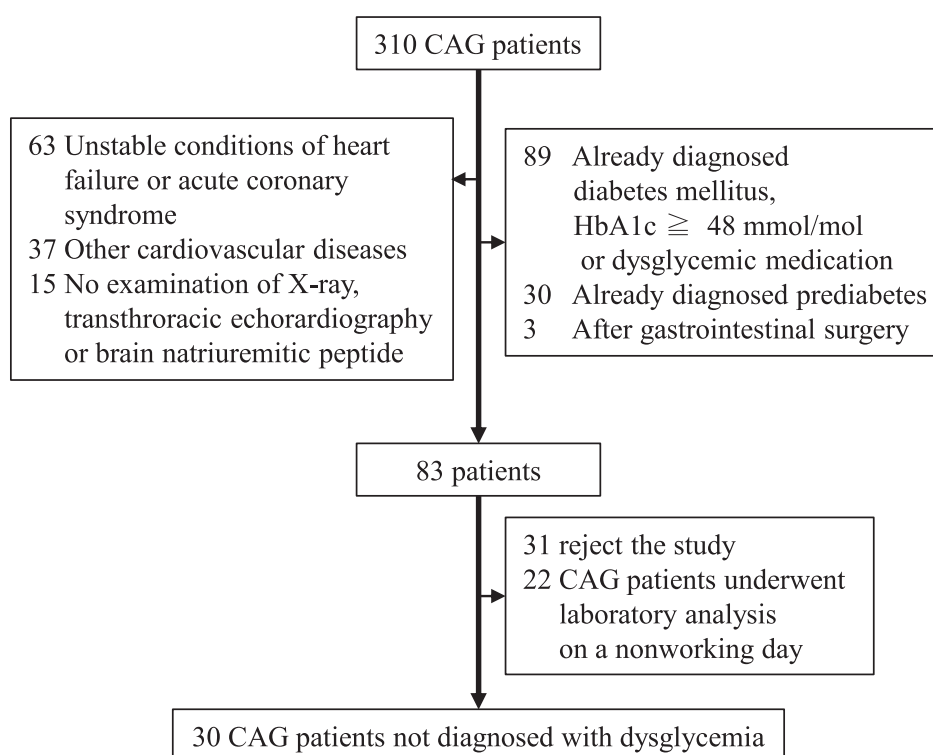 310 CAG patients
63 Unstable conditions of heart
failure or acute coronary
syndrome
37 Other cardiovascular diseases
15 No examination of X-ray,
transthroracic echorardiography
or brain natriuremitic peptide
89 Already diagnosed
diabetes mellitus,
HbA1c ≧ 48 mmol/mol
or dysglycemic medication
30 Already diagnosed prediabetes
3 After gastrointestinal surgery
83 patients
31 reject the study
22 CAG patients underwent
laboratory analysis
on a nonworking day
30 CAG patients not diagnosed with dysglycemia